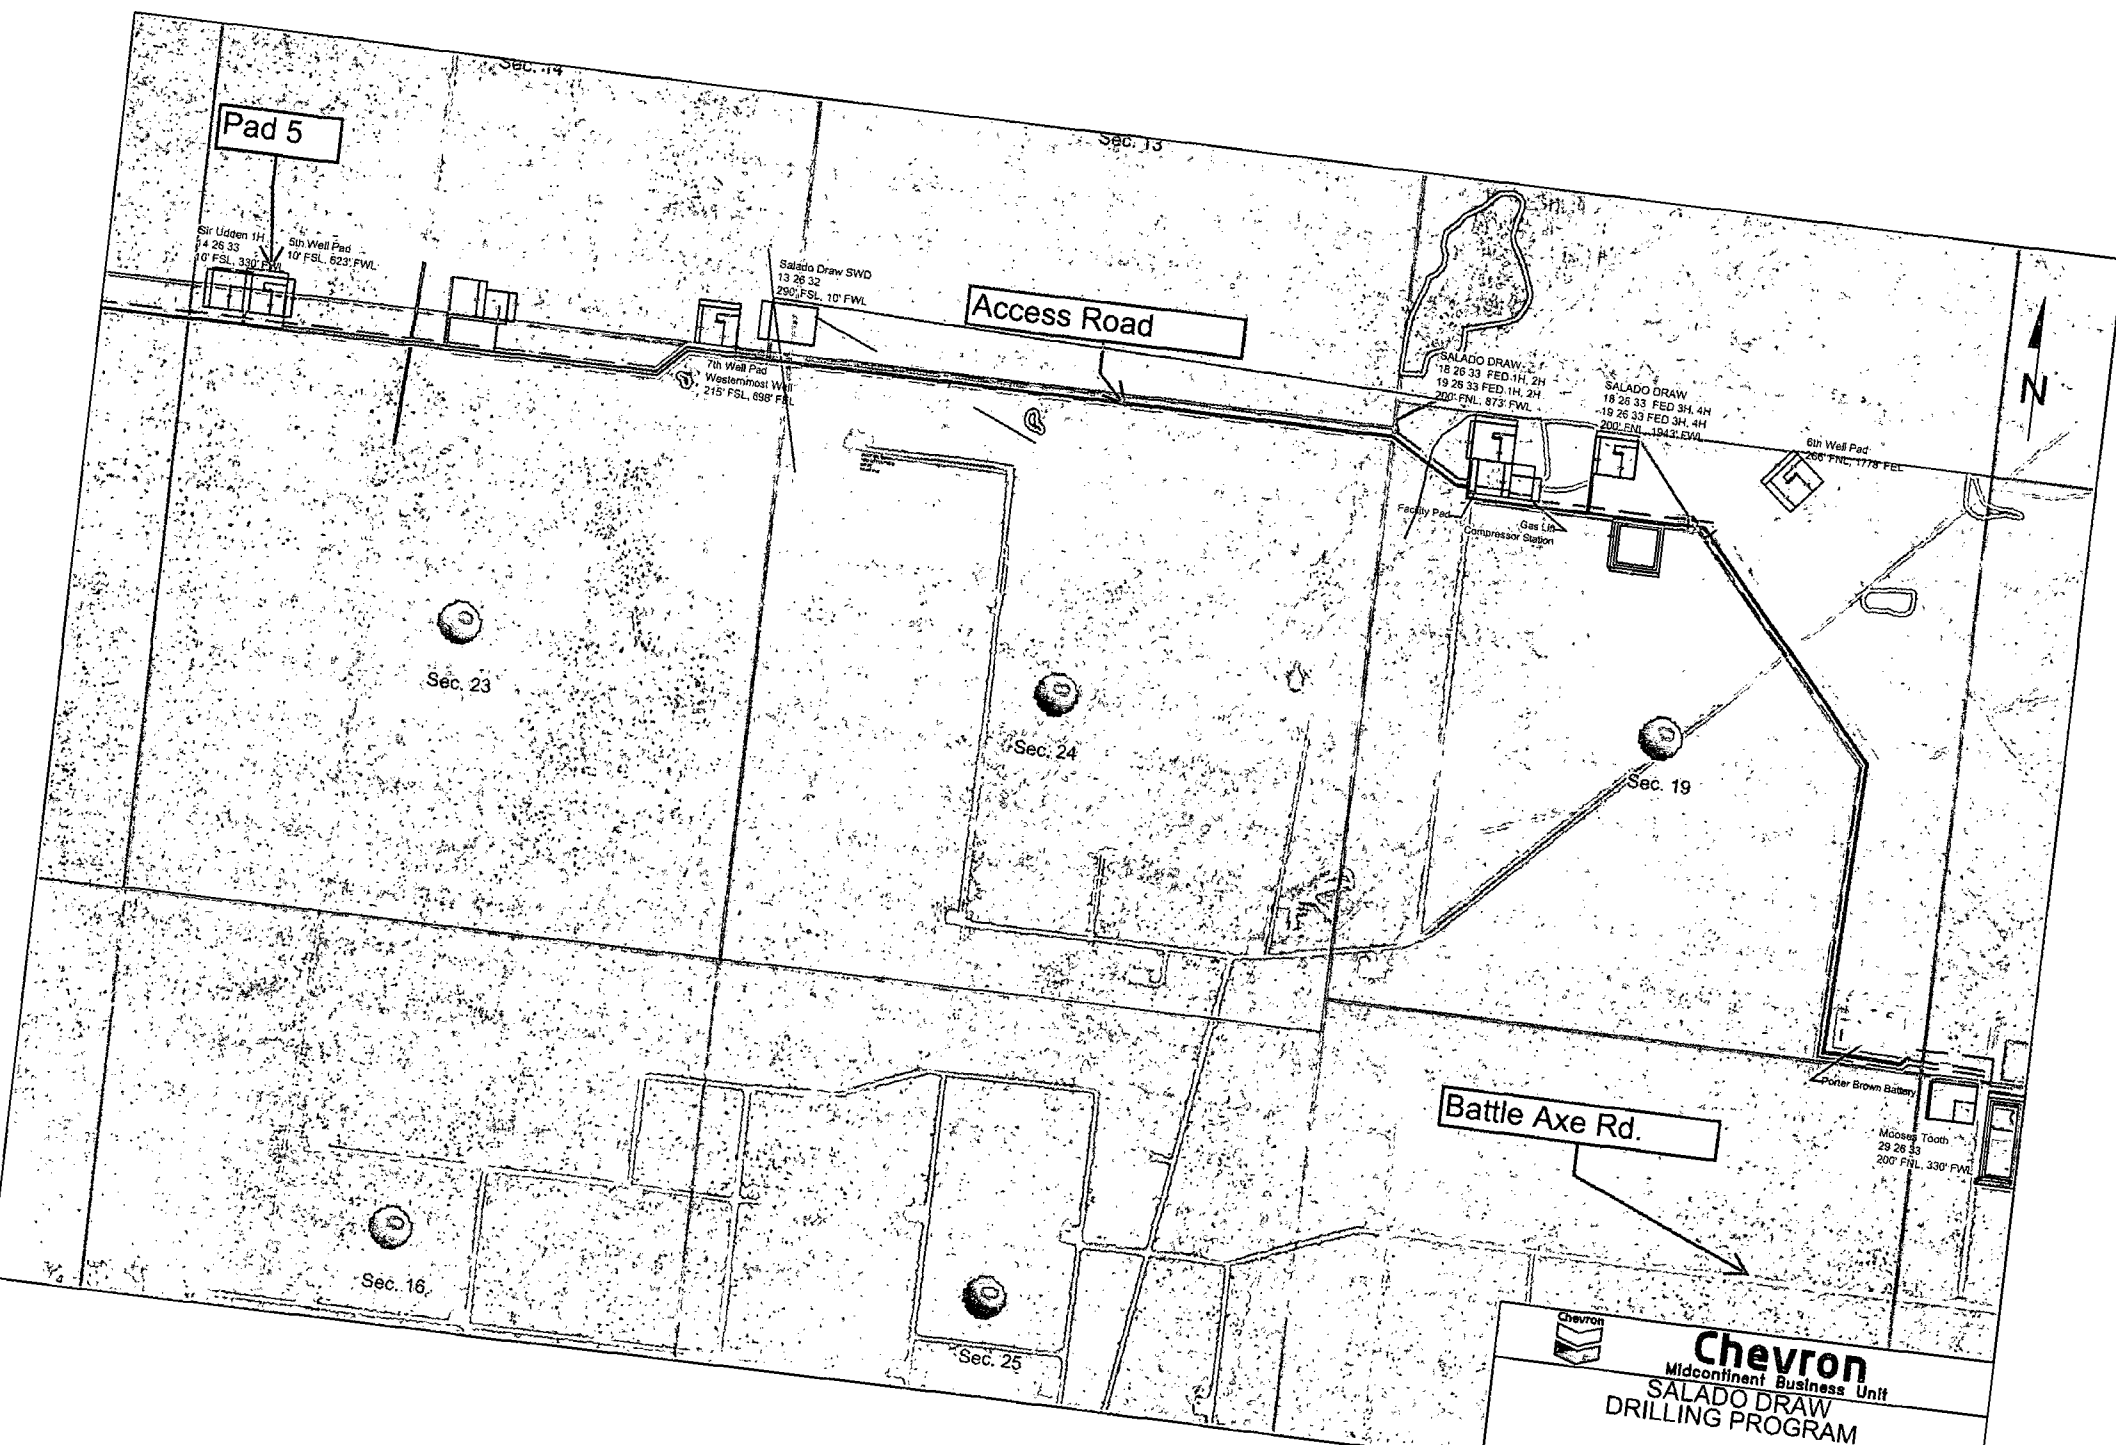 Sec. 14
Sec. 13
Pad 5
Sir Udden 1H
14 26 33
10' FSL, 330' FWL
5th Well Pad
10' FSL, 623' FWL
Salado Draw SWD
13 26 32
290' FSL, 10' FWL
Access Road
7th Well Pad
Westernmost Well
215' FSL, 698' FEL
SALADO DRAW
18 26 33 FED 1H, 2H
19 26 33 FED 1H, 2H
200' FNL, 873' FWL
SALADO DRAW
18 26 33 FED 3H, 4H
19 26 33 FED 3H, 4H
200' FNL, 1943' FWL
6th Well Pad
266' FNL, 1778' FEL
N
Facility Pad
Gas Lift
Compressor Station
Sec. 23
Sec. 24
Sec. 19
Porter Brown Battery
Battle Axe Rd.
Mooses Tooth
29 26 33
200' FNL, 330' FWL
Sec. 16
Sec. 25
Chevron
Chevron
Midcontinent Business Unit
SALADO DRAW
DRILLING PROGRAM